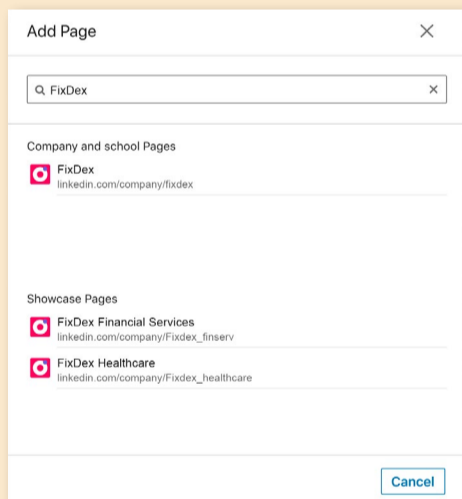 Add Page
FixDex
Company and school Pages
FixDex
linkedin.com/company/fixdex
Showcase Pages
FixDex Financial Services
linkedin.com/company/Fixdex_finserv
FixDex Healthcare
linkedin.com/company/Fixdex_healthcare
Cancel